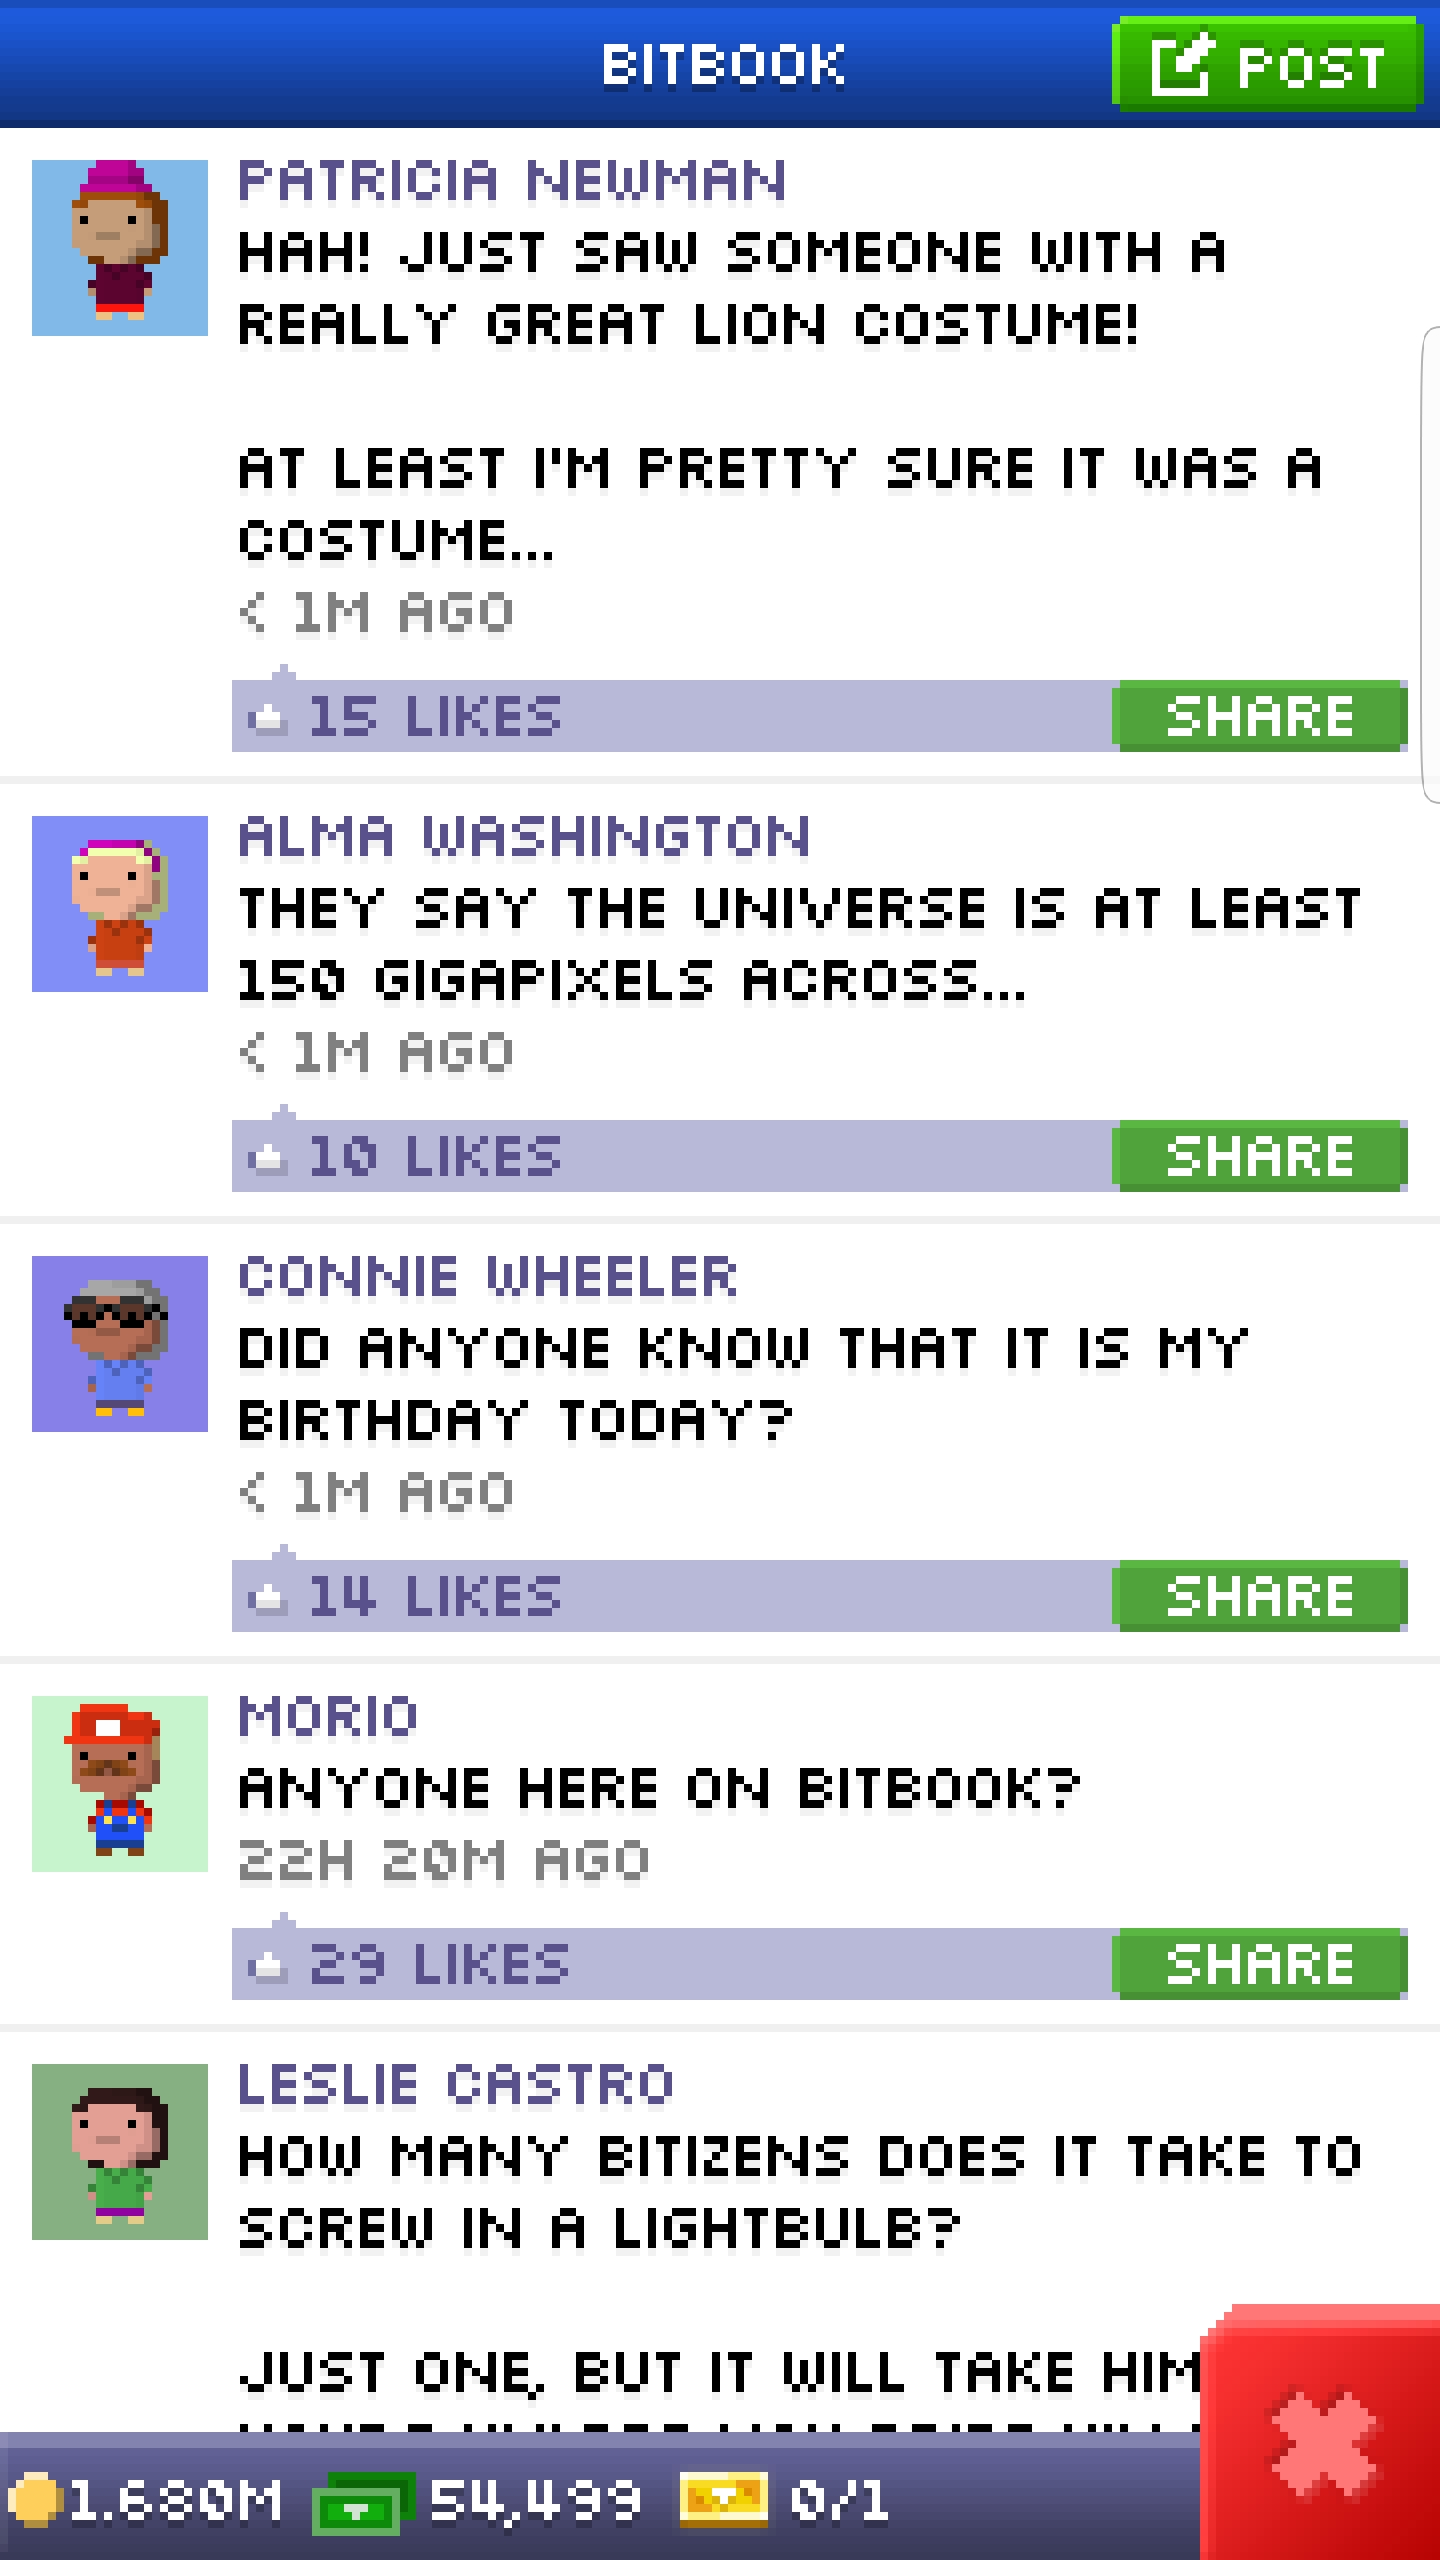 BITBOOK
POST
PATRICIA NEWMAN
HAH! JUST SAW SOMEONE WITH A
REALLY GREAT LION COSTUME!
AT LEAST I'M PRETTY SURE IT WAS A
COSTUME...
< 1M AGO
15 LIKES
SHARE
ALMA WASHINGTON
THEY SAY THE UNIVERSE IS AT LEAST
150 GIGAPIXELS ACROSS...
< 1M AGO
10 LIKES
SHARE
CONNIE WHEELER
DID ANYONE KNOW THAT IT IS MY
BIRTHDAY TODAY?
< 1M AGO
14 LIKES
SHARE
MORIO
ANYONE HERE ON BITBOOK?
22H 20M AGO
29 LIKES
SHARE
LESLIE CASTRO
HOW MANY BITIZENS DOES IT TAKE TO
SCREW IN A LIGHTBULB?
JUST ONE, BUT IT WILL TAKE HIM
1.680M
54,499
0/1